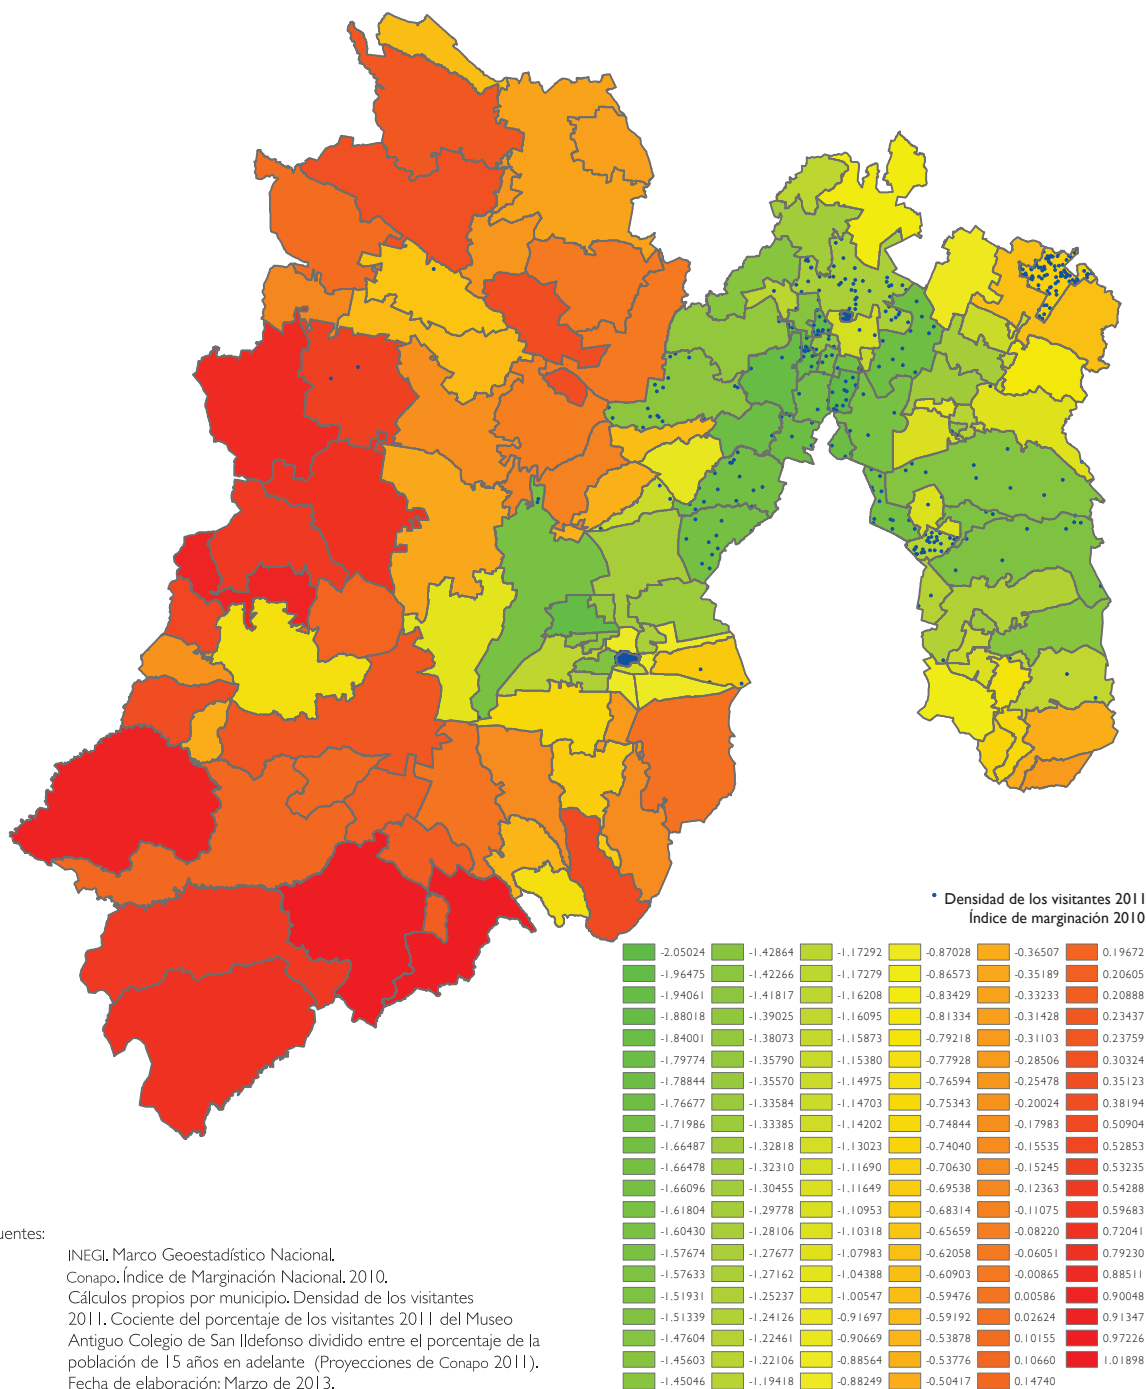 Densidad de los visitantes 2011
Índice de marginación 2010
-2.05024 -1.42864 -1.17292 -0.87028 -0.36507 0.19672
-1.96475 -1.42266 -1.17279 -0.86573 -0.35189 0.20605
-1.94061 -1.41817 -1.16208 -0.83429 -0.33233 0.20888
-1.88018 -1.39025 -1.16095 -0.81334 -0.31428 0.23437
-1.84001 -1.38073 -1.15873 -0.79218 -0.31103 0.23759
-1.79774 -1.35790 -1.15380 -0.77928 -0.28506 0.30324
-1.78844 -1.35570 -1.14975 -0.76594 -0.25478 0.35123
-1.76677 -1.33584 -1.14703 -0.75343 -0.20024 0.38194
-1.71986 -1.33385 -1.14202 -0.74844 -0.17983 0.50904
-1.66487 -1.32818 -1.13023 -0.74040 -0.15535 0.52853
-1.66478 -1.32310 -1.11690 -0.70630 -0.15245 0.53235
-1.66096 -1.30455 -1.11649 -0.69538 -0.12363 0.54288
-1.61804 -1.29778 -1.10953 -0.68314 -0.11075 0.59683
-1.60430 -1.28106 -1.10318 -0.65659 -0.08220 0.72041
-1.57674 -1.27677 -1.07983 -0.62058 -0.06051 0.79230
-1.57633 -1.27162 -1.04388 -0.60903 -0.00865 0.88511
-1.51931 -1.25237 -1.00547 -0.59476 0.00586 0.90048
-1.51339 -1.24126 -0.91697 -0.59192 0.02624 0.91347
-1.47604 -1.22461 -0.90669 -0.53878 0.10155 0.97226
-1.45603 -1.22106 -0.88564 -0.53776 0.10660 1.01898
-1.45046 -1.19418 -0.88249 -0.50417 0.14740
uentes:
INEGI. Marco Geoestadístico Nacional.
Conapo. Índice de Marginación Nacional. 2010.
Cálculos propios por municipio. Densidad de los visitantes
2011. Cociente del porcentaje de los visitantes 2011 del Museo
Antiguo Colegio de San Ildefonso dividido entre el porcentaje de la
población de 15 años en adelante (Proyecciones de Conapo 2011).
Fecha de elaboración: Marzo de 2013.